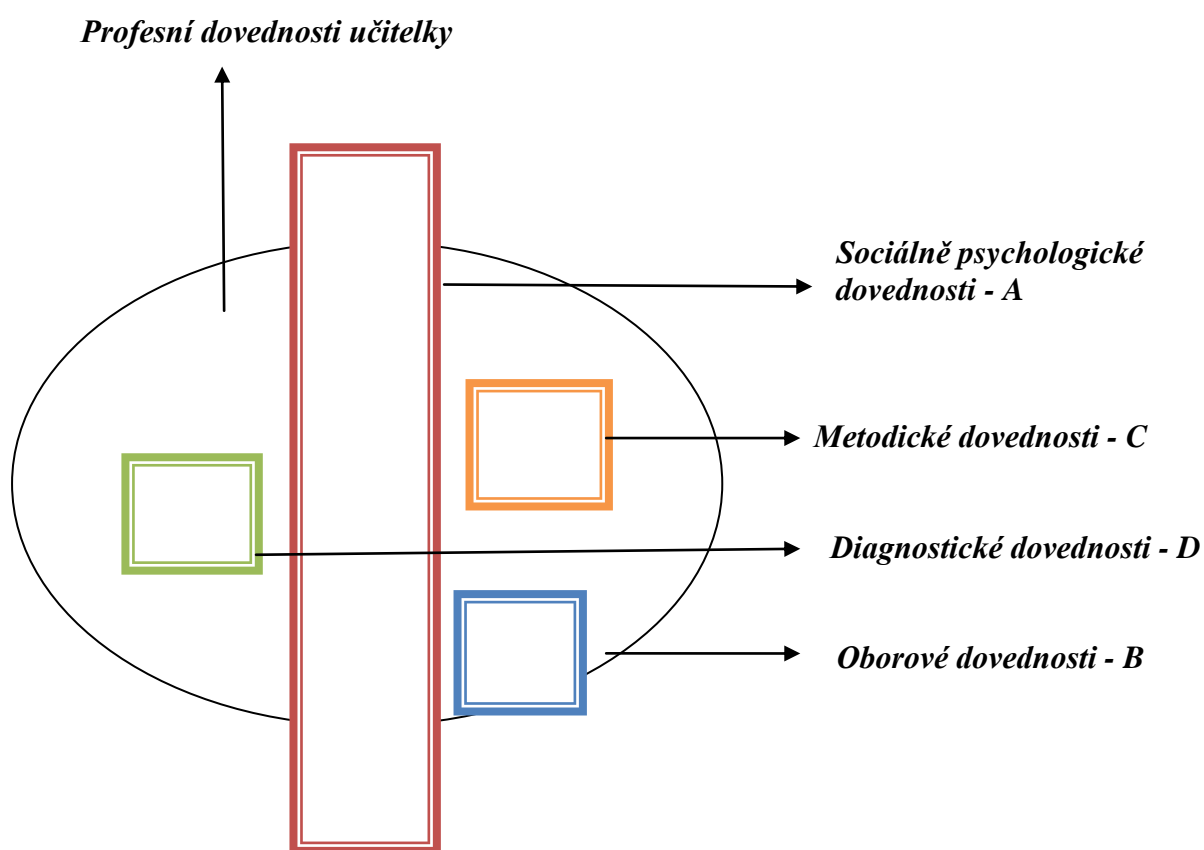 Profesní dovednosti učitelky
Sociálně psychologické
dovednosti - A
Metodické dovednosti - C
Diagnostické dovednosti - D
Oborové dovednosti - B